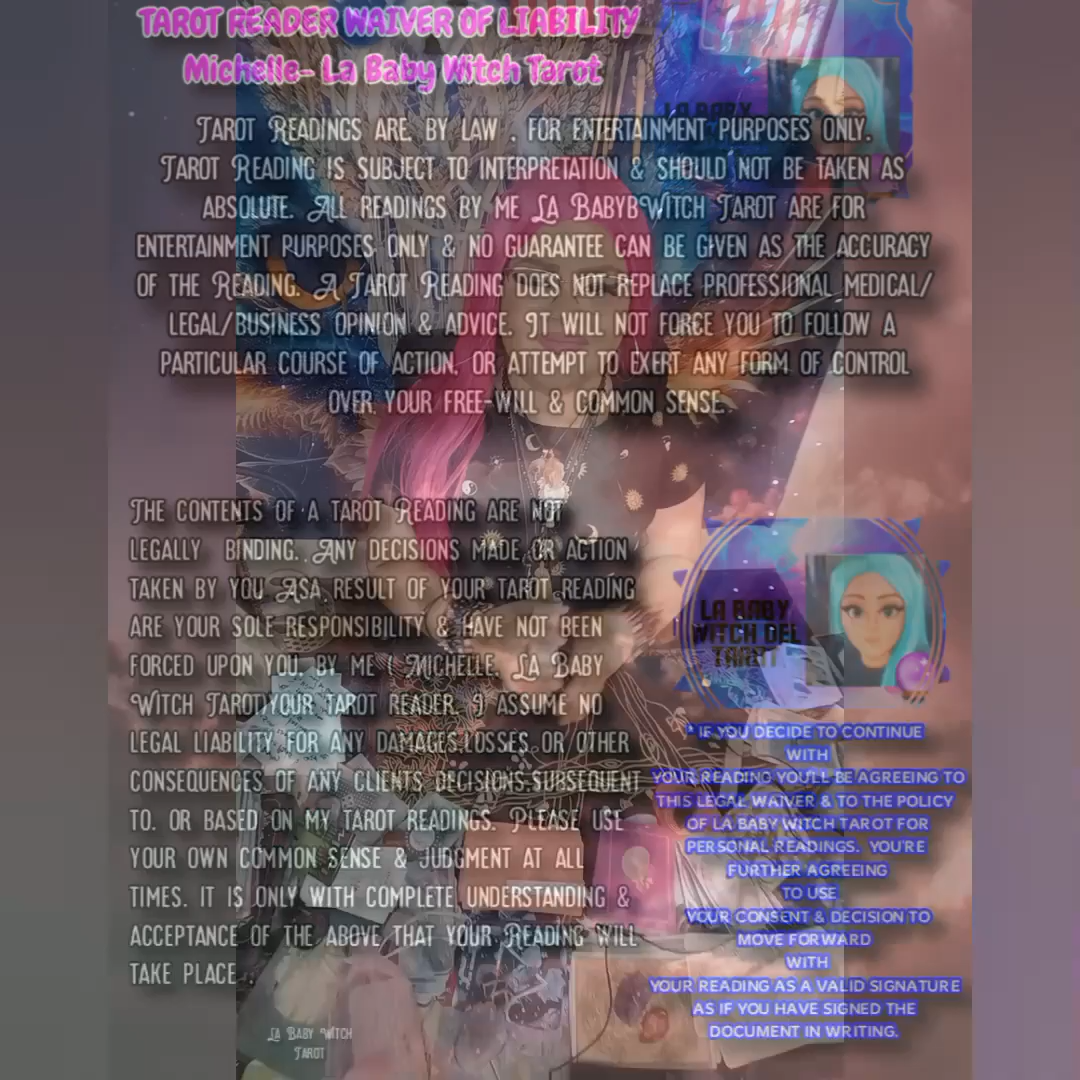 TAROT READER WAIVER OF LIABILITY
Michelle- La Baby Witch Tarot
LA BABY
Tarot Readings are, by law , for entertainment purposes only.
Tarot Reading is subject to interpretation & should not be taken as
absolute. All readings by me La BabybWitch Tarot are for
entertainment purposes only & no guarantee can be given as the accuracy
of the Reading. A Tarot Reading does not replace professional medical/
legal/business opinion & advice. It will not force you to follow a
particular course of action, or attempt to exert any form of control
over your free-will & common sense.
The contents of a tarot Reading are not
legally binding. Any decisions made or action
taken by you Asa result of your tarot reading
are your sole responsibility & have not been
forced upon you, by me ( Michelle, La Baby
Witch Tarot)your tarot reader. I assume no
legal liability for any damages,losses, or other
consequences of any clients decisions,subsequent
to, or based on my tarot readings. Please use
your own common sense & judgment at all
times. it is only with complete understanding &
acceptance of the above that your Reading will
take place .
La Baby Witch
Tarot
LA BABY
WITCH DEL
TAROT
* IF YOU DECIDE TO CONTINUE
WITH
YOUR READING YOU'LL BE AGREEING TO
THIS LEGAL WAIVER & TO THE POLICY
OF LA BABY WITCH TAROT FOR
PERSONAL READINGS. YOU'RE
FURTHER AGREEING
TO USE
YOUR CONSENT & DECISION TO
MOVE FORWARD
WITH
YOUR READING AS A VALID SIGNATURE
AS IF YOU HAVE SIGNED THE
DOCUMENT IN WRITING.